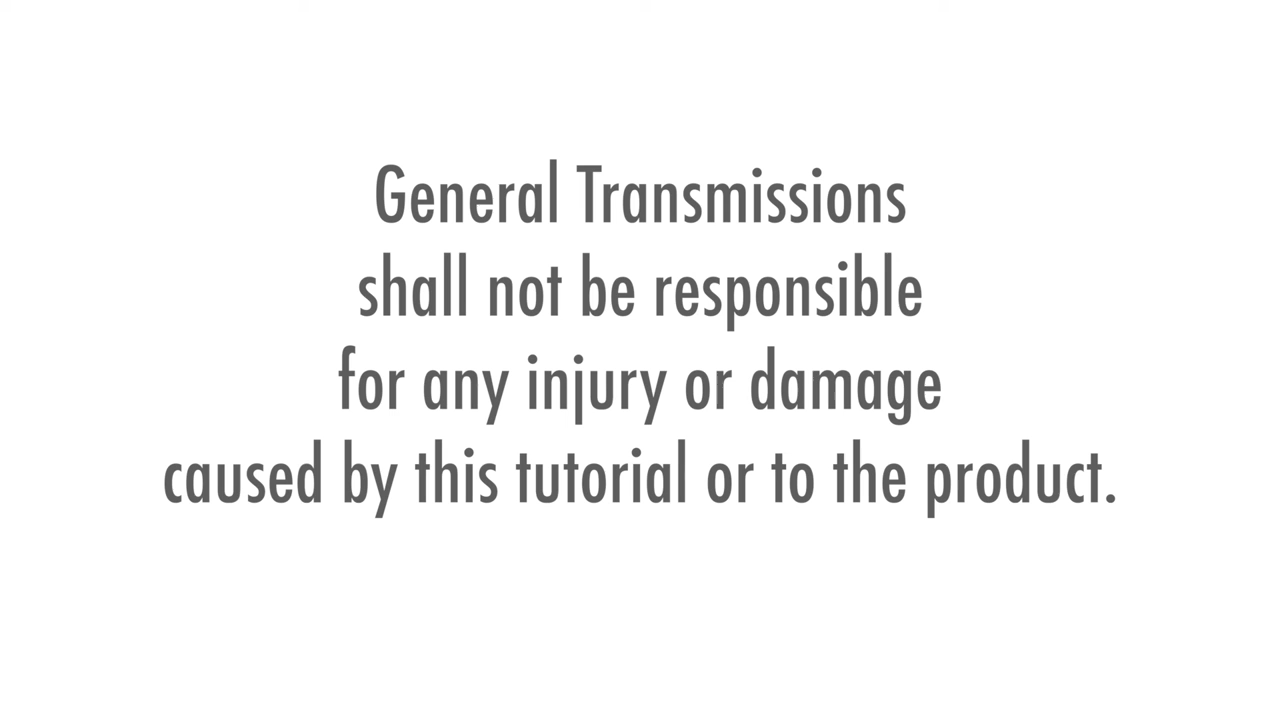 General Transmissions
shall not be responsible
for any injury or damage
caused by this tutorial or to the product.